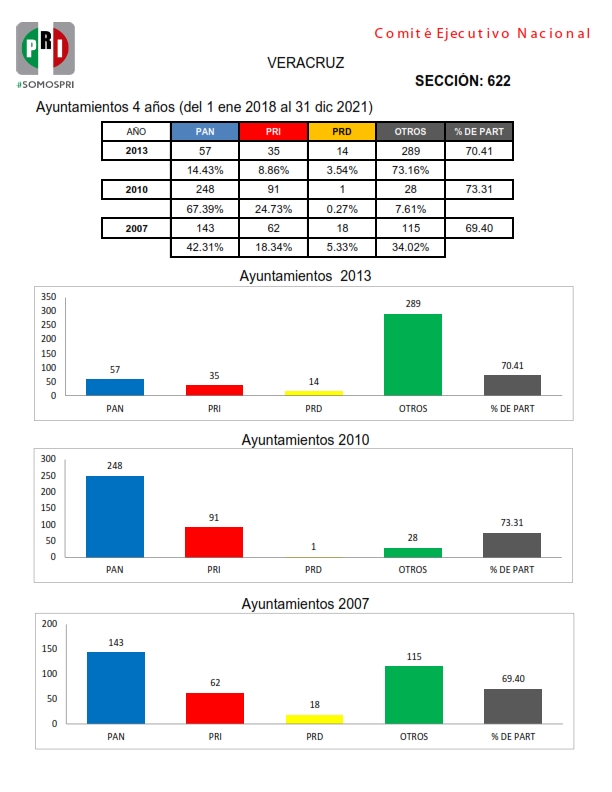 Comité Ejecutivo Nacional
PRI
#SOMOSPRI
VERACRUZ
SECCIÓN: 622
Ayuntamientos 4 años (del 1 ene 2018 al 31 dic 2021)
AÑO PAN PRI PRD OTROS % DE PART
2013 57 35 14 289 70.41
14.43% 8.86% 3.54% 73.16%
2010 248 91 1 28 73.31
67.39% 24.73% 0.27% 7.61%
2007 143 62 18 115 69.40
42.31% 18.34% 5.33% 34.02%
Ayuntamientos 2013
350
300
250
200
150
100
50
0
57 35 14 289 70.41
PAN PRI PRD OTROS % DE PART
Ayuntamientos 2010
300
250
200
150
100
50
0
248 91 1 28 73.31
PAN PRI PRD OTROS % DE PART
Ayuntamientos 2007
200
150
100
50
0
143 62 18 115 69.40
PAN PRI PRD OTROS % DE PART